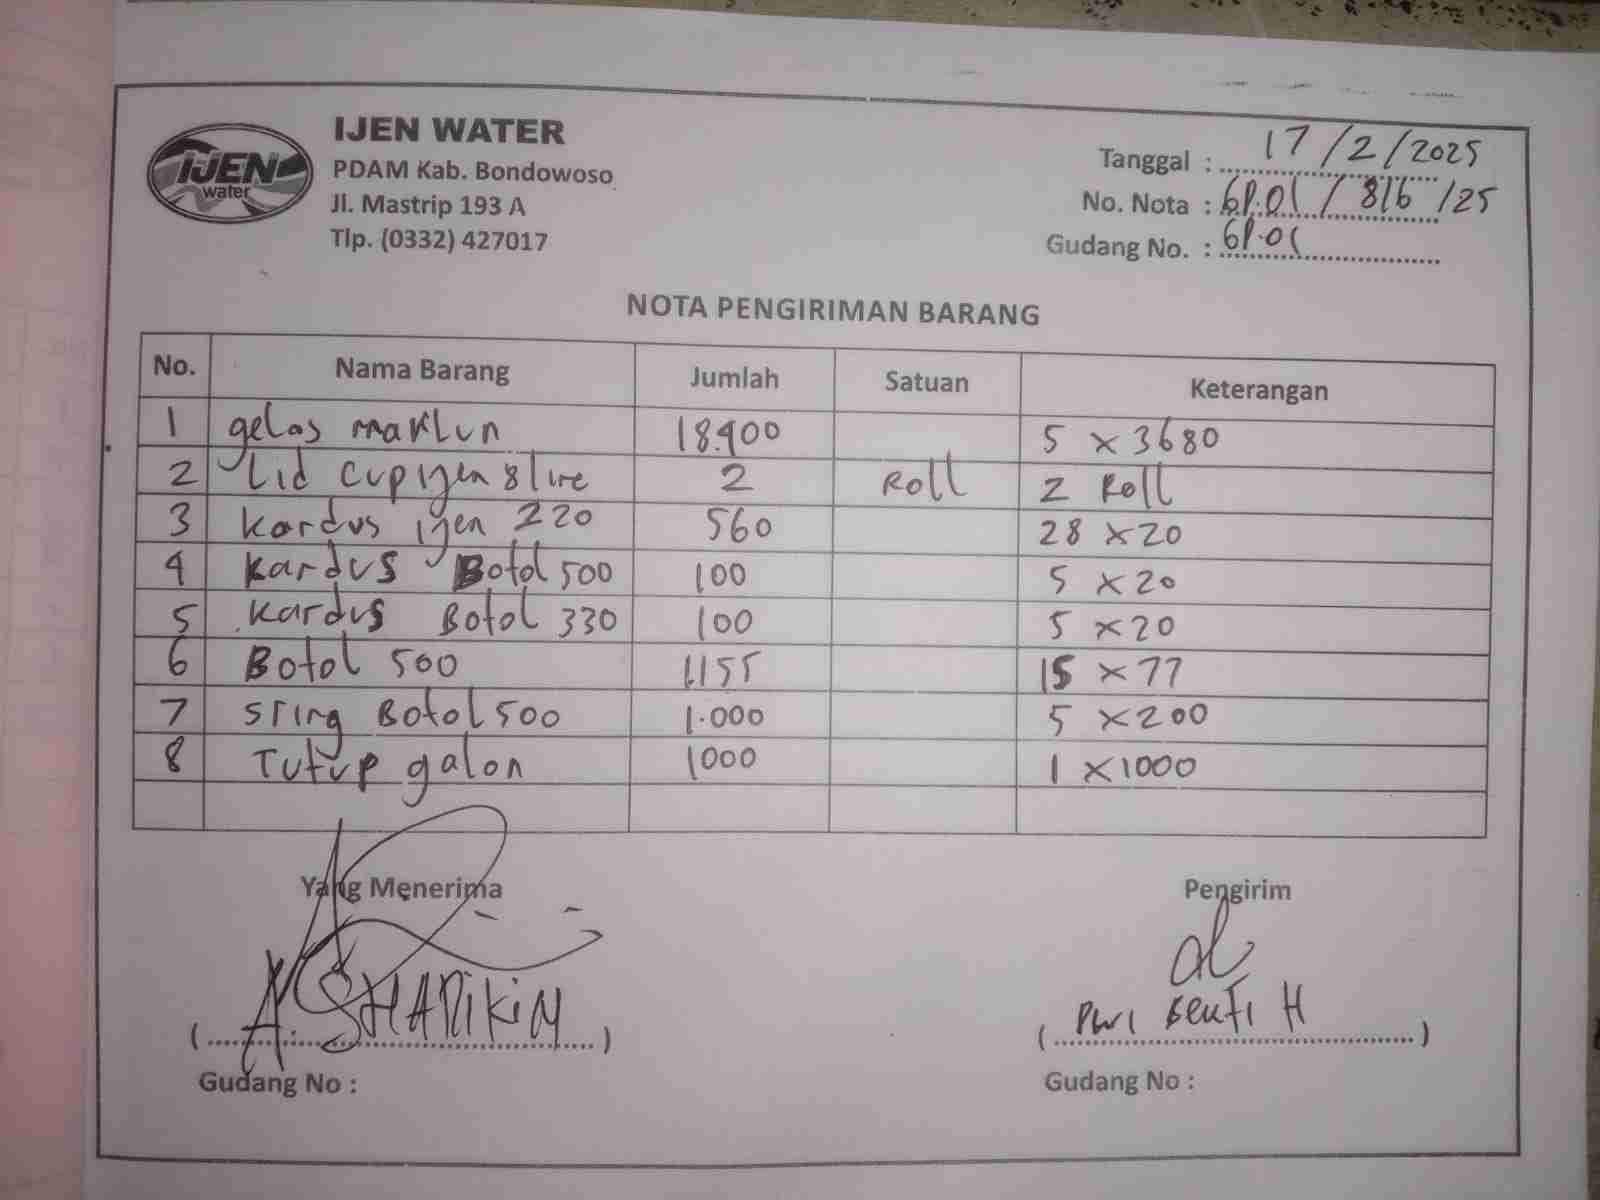 IJEN
water
IJEN WATER
PDAM Kab. Bondowoso
Jl. Mastrip 193 A
Tlp. (0332) 427017
Tanggal : 17/2/2025
No. Nota : 61.01 / 816 /25
Gudang No. : 61.01
NOTA PENGIRIMAN BARANG
No. Nama Barang Jumlah Satuan Keterangan
1 gelas maklun 18.400 5 x 3680
2 Lid Cup Ijen 8 line 2 Roll 2 Roll
3 kardus ijen 220 560 28 x 20
4 kardus Botol 500 100 5 x 20
5 kardus Botol 330 100 5 x 20
6 Botol 500 1.155 15 x 77
7 String Botol 500 1.000 5 x 200
8 Tutup galon 1000 1 x 1000
Yang Menerima Pengirim
(A. SHARIKIN) (Dwi H)
Gudang No : Gudang No :